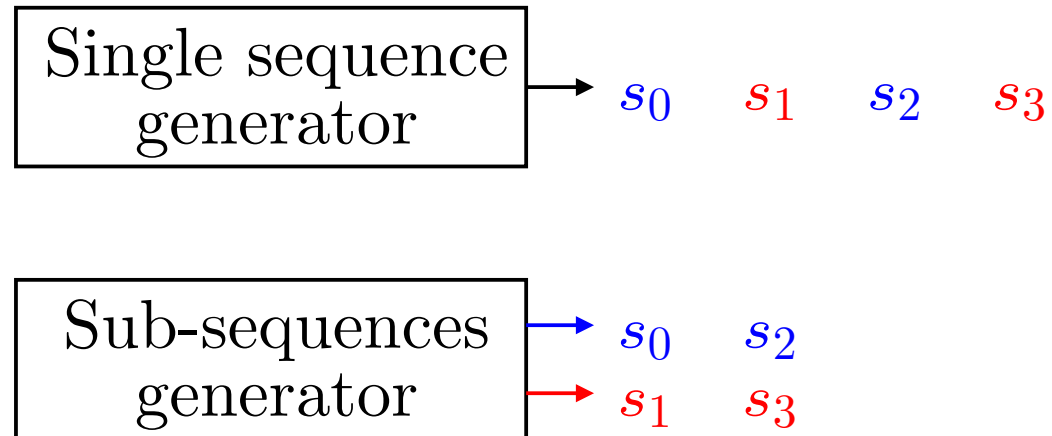 Single sequence
generator
s₀ s₁ s₂ s₃
Sub-sequences
generator
s₀ s₂
s₁ s₃